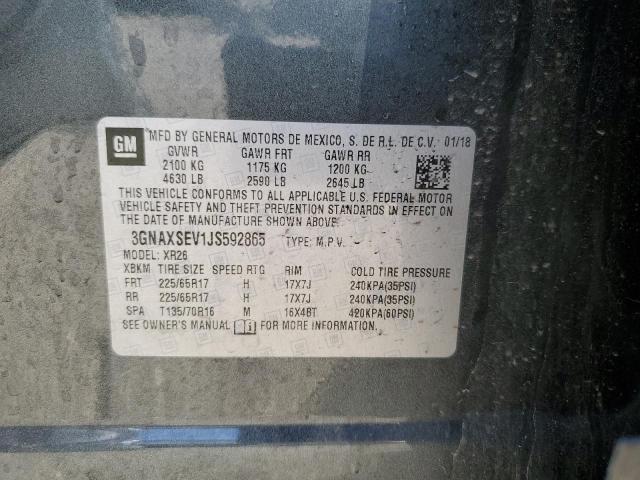 GM MFD BY GENERAL MOTORS DE MEXICO, S. DE R.L. DE C.V. 01/18
GVWR GAWR FRT GAWR RR
2100 KG 1175 KG 1200 KG
4630 LB 2590 LB 2645 LB
THIS VEHICLE CONFORMS TO ALL APPLICABLE U.S. FEDERAL MOTOR
VEHICLE SAFETY AND THEFT PREVENTION STANDARDS IN EFFECT ON
THE DATE OF MANUFACTURE SHOWN ABOVE.
3GNAXSEV1JS592865 TYPE: M.P.V.
MODEL: XR26
XBKM TIRE SIZE SPEED RTG RIM COLD TIRE PRESSURE
FRT 225/65R17 H 17X7J 240KPA(35PSI)
RR 225/65R17 H 17X7J 240KPA(35PSI)
SPA T135/70R16 M 16X4BT 420KPA(60PSI)
SEE OWNER'S MANUAL FOR MORE INFORMATION.